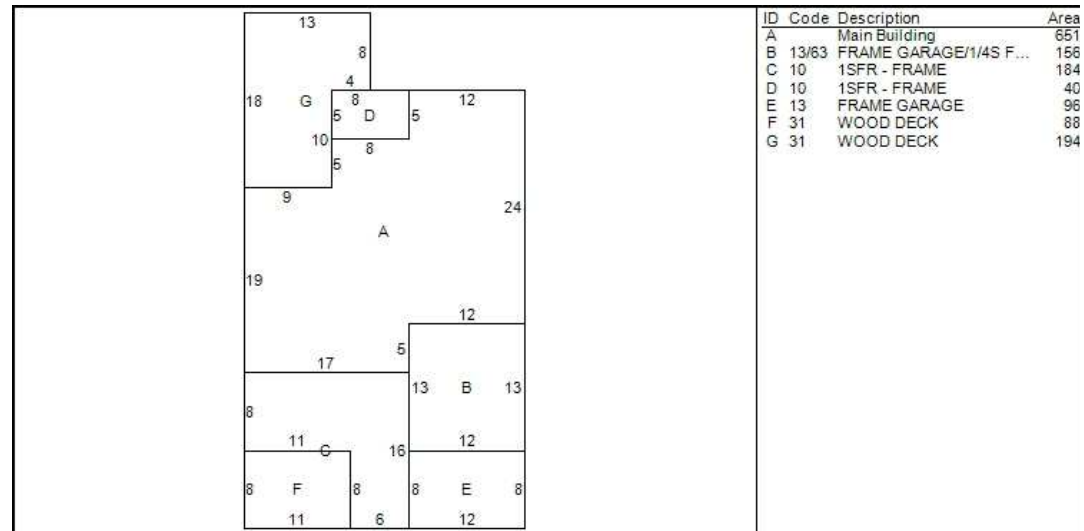 ID Code Description Area
A Main Building 651
B 13/63 FRAME GARAGE/1/4S F... 156
C 10 1SFR - FRAME 184
D 10 1SFR - FRAME 40
E 13 FRAME GARAGE 96
F 31 WOOD DECK 88
G 31 WOOD DECK 194
13
8
4
18 G 8 12
5 D 5
10 8
5
9
24
A
19
12
5
17
13 B 13
8
11 C 16 12
8 F 8 8 E 8
11 6 12